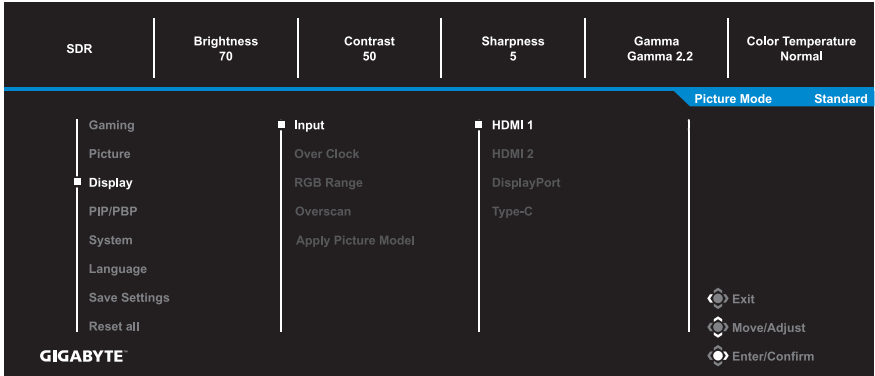 SDR
Brightness
70
Contrast
50
Sharpness
5
Gamma
Gamma 2.2
Color Temperature
Normal
Picture Mode Standard
Gaming
Picture
Display
PIP/PBP
System
Language
Save Settings
Reset all
Input
Over Clock
RGB Range
Overscan
Apply Picture Model
HDMI 1
HDMI 2
DisplayPort
Type-C
Exit
Move/Adjust
Enter/Confirm
GIGABYTE™